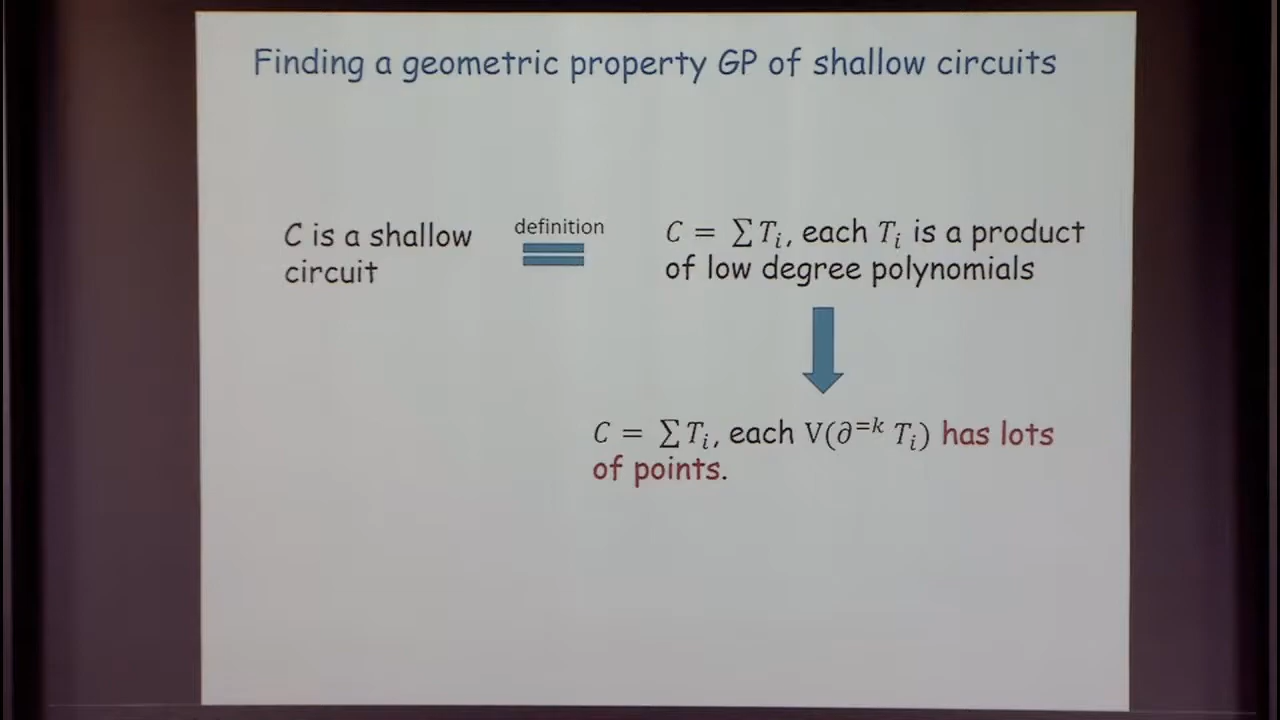 Finding a geometric property GP of shallow circuits
C is a shallow
circuit
definition
C = ∑ Tᵢ, each Tᵢ is a product
of low degree polynomials
C = ∑ Tᵢ, each V(∂⁼ᵏ Tᵢ) has lots
of points.